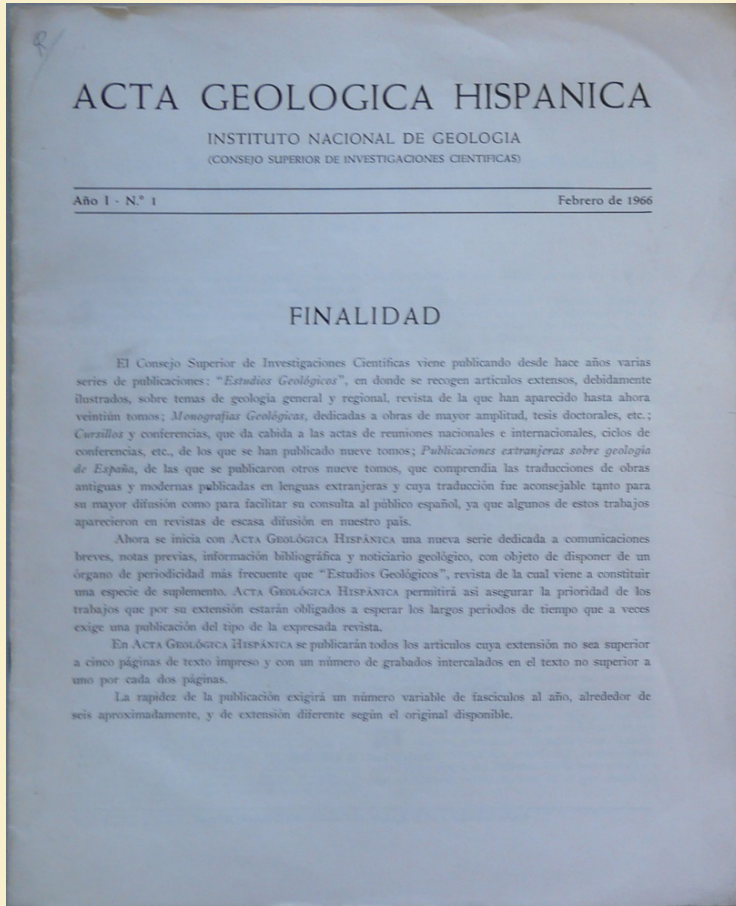 ACTA GEOLOGICA HISPANICA
INSTITUTO NACIONAL DE GEOLOGIA
(CONSEJO SUPERIOR DE INVESTIGACIONES CIENTIFICAS)
Año I - N.º 1 Febrero de 1966
FINALIDAD
El Consejo Superior de Investigaciones Científicas viene publicando desde hace años varias
series de publicaciones: "Estudios Geológicos", en donde se recogen artículos extensos, debidamente
ilustrados, sobre temas de geología general y regional, revista de la que han aparecido hasta ahora
veintiún tomos; Monografías Geológicas, dedicadas a obras de mayor amplitud, tesis doctorales, etc.;
Cursillos y conferencias, que da cabida a las actas de reuniones nacionales e internacionales, ciclos de
conferencias, etc., de los que se han publicado nueve tomos; Publicaciones extranjeras sobre geología
de España, de las que se publicaron otros nueve tomos, que comprendía las traducciones de obras
antiguas y modernas publicadas en lenguas extranjeras y cuya traducción fue aconsejable tanto para
su mayor difusión como para facilitar su consulta al público español, ya que algunos de estos trabajos
aparecieron en revistas de escasa difusión en nuestro país.
Ahora se inicia con ACTA GEOLÓGICA HISPÁNICA una nueva serie dedicada a comunicaciones
breves, notas previas, información bibliográfica y noticiario geológico, con objeto de disponer de un
órgano de periodicidad más frecuente que "Estudios Geológicos", revista de la cual viene a constituir
una especie de suplemento. ACTA GEOLÓGICA HISPÁNICA permitirá así asegurar la prioridad de los
trabajos que por su extensión estarán obligados a esperar los largos periodos de tiempo que a veces
exige una publicación del tipo de la expresada revista.
En ACTA GEOLÓGICA HISPÁNICA se publicarán todos los artículos cuya extensión no sea superior
a cinco páginas de texto impreso y con un número de grabados intercalados en el texto no superior a
uno por cada dos páginas.
La rapidez de la publicación exigirá un número variable de fascículos al año, alrededor de
seis aproximadamente, y de extensión diferente según el original disponible.